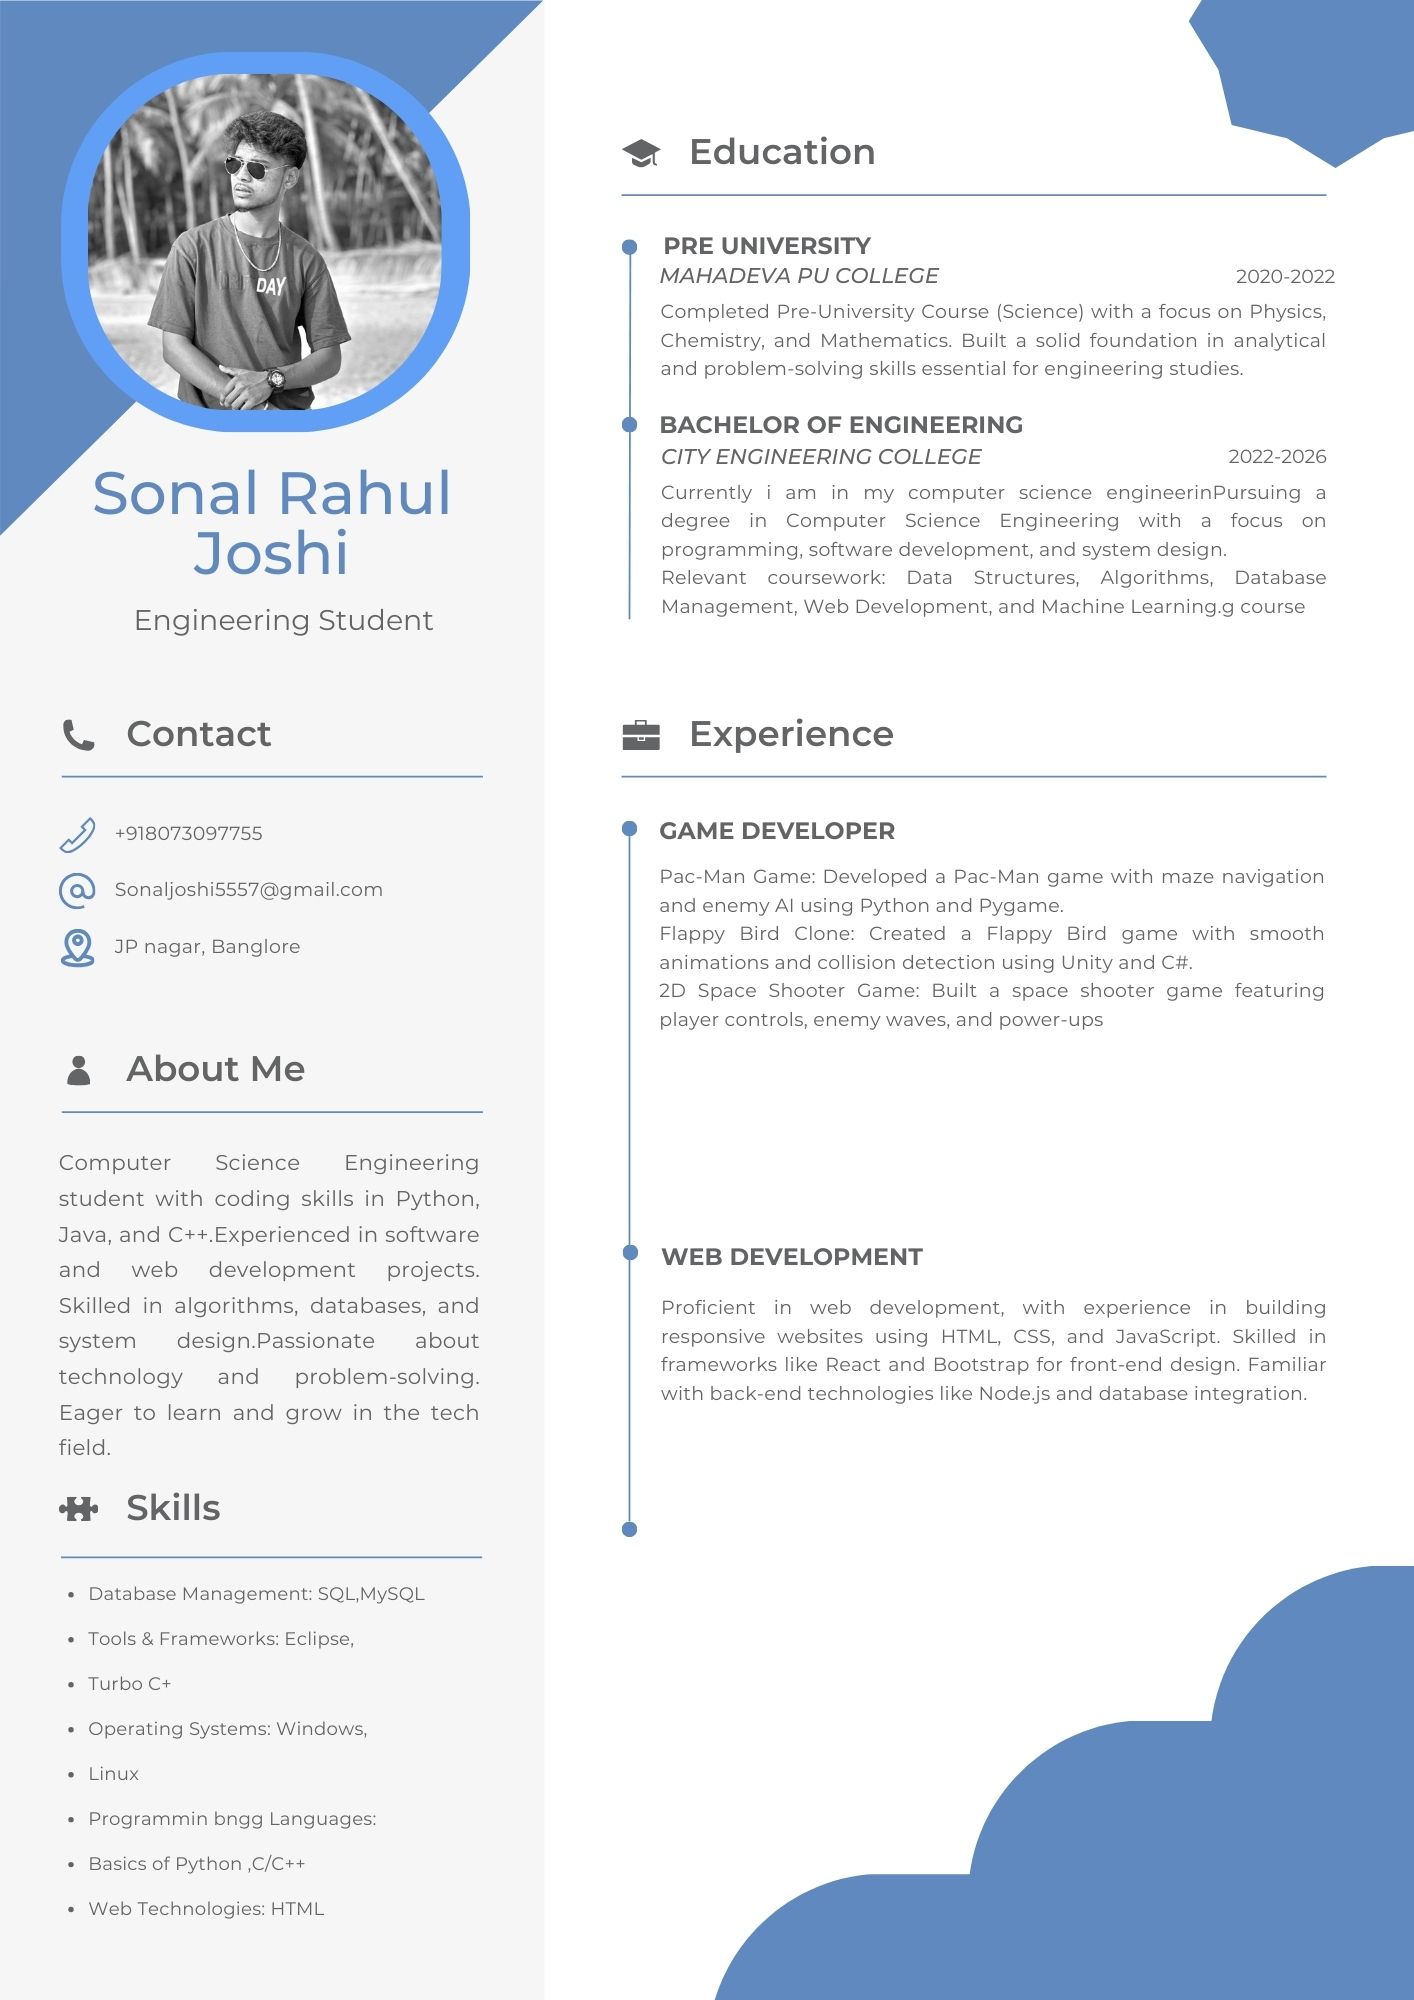 DAY
Sonal Rahul
Joshi
Engineering Student
Contact
+918073097755
Sonaljoshi5557@gmail.com
JP nagar, Banglore
About Me
Computer Science Engineering
student with coding skills in Python,
Java, and C++.Experienced in software
and web development projects.
Skilled in algorithms, databases, and
system design.Passionate about
technology and problem-solving.
Eager to learn and grow in the tech
field.
Skills
• Database Management: SQL,MySQL
• Tools & Frameworks: Eclipse,
• Turbo C+
• Operating Systems: Windows,
• Linux
• Programmin bngg Languages:
• Basics of Python ,C/C++
• Web Technologies: HTML
Education
PRE UNIVERSITY
MAHADEVA PU COLLEGE 2020-2022
Completed Pre-University Course (Science) with a focus on Physics,
Chemistry, and Mathematics. Built a solid foundation in analytical
and problem-solving skills essential for engineering studies.
BACHELOR OF ENGINEERING
CITY ENGINEERING COLLEGE 2022-2026
Currently i am in my computer science engineerinPursuing a
degree in Computer Science Engineering with a focus on
programming, software development, and system design.
Relevant coursework: Data Structures, Algorithms, Database
Management, Web Development, and Machine Learning.g course
Experience
GAME DEVELOPER
Pac-Man Game: Developed a Pac-Man game with maze navigation
and enemy AI using Python and Pygame.
Flappy Bird Clone: Created a Flappy Bird game with smooth
animations and collision detection using Unity and C#.
2D Space Shooter Game: Built a space shooter game featuring
player controls, enemy waves, and power-ups
WEB DEVELOPMENT
Proficient in web development, with experience in building
responsive websites using HTML, CSS, and JavaScript. Skilled in
frameworks like React and Bootstrap for front-end design. Familiar
with back-end technologies like Node.js and database integration.